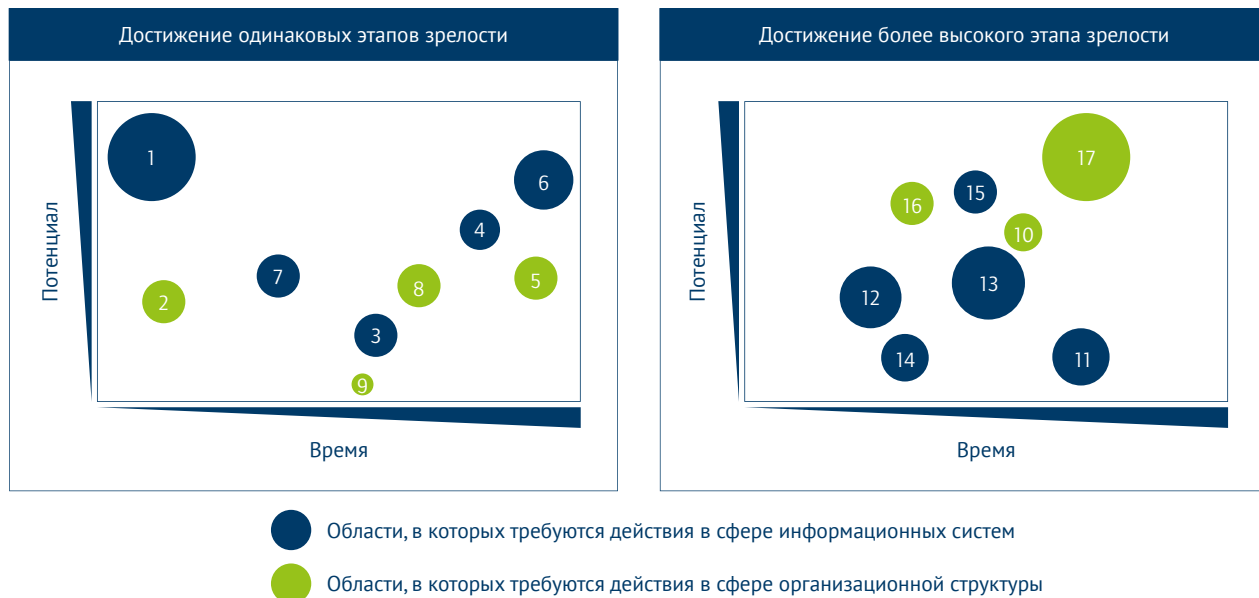 Достижение одинаковых этапов зрелости
Потенциал
1
2
7
3
9
8
4
5
6
Время
Достижение более высокого этапа зрелости
Потенциал
17
16
15
10
12
13
14
11
Время
Области, в которых требуются действия в сфере информационных систем
Области, в которых требуются действия в сфере организационной структуры